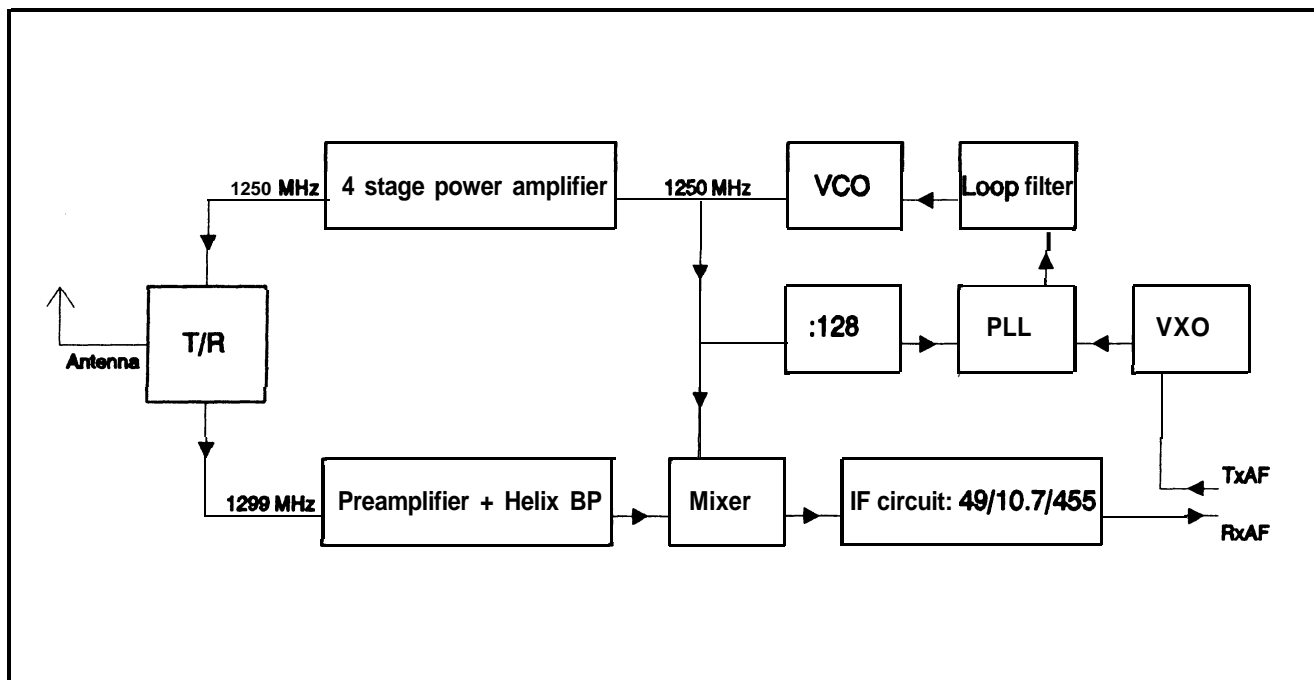 1250 MHz
4 stage power amplifier
1250 MHz
VCO
Loop filter
T/R
Antenna
:128
PLL
VXO
1299 MHz
Preamplifier + Helix BP
Mixer
IF circuit: 49/10.7/455
TxAF
RxAF